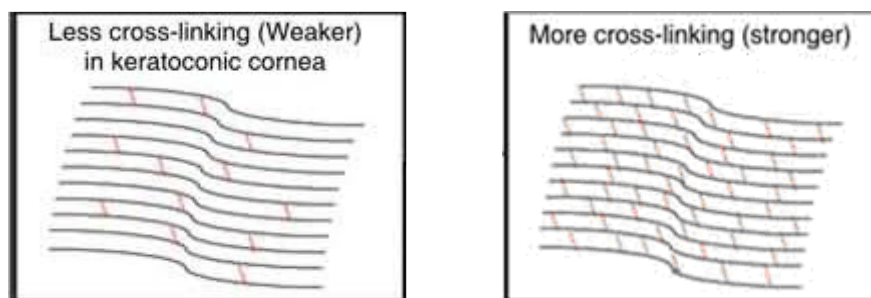 Less cross-linking (Weaker)
in keratoconic cornea
More cross-linking (stronger)